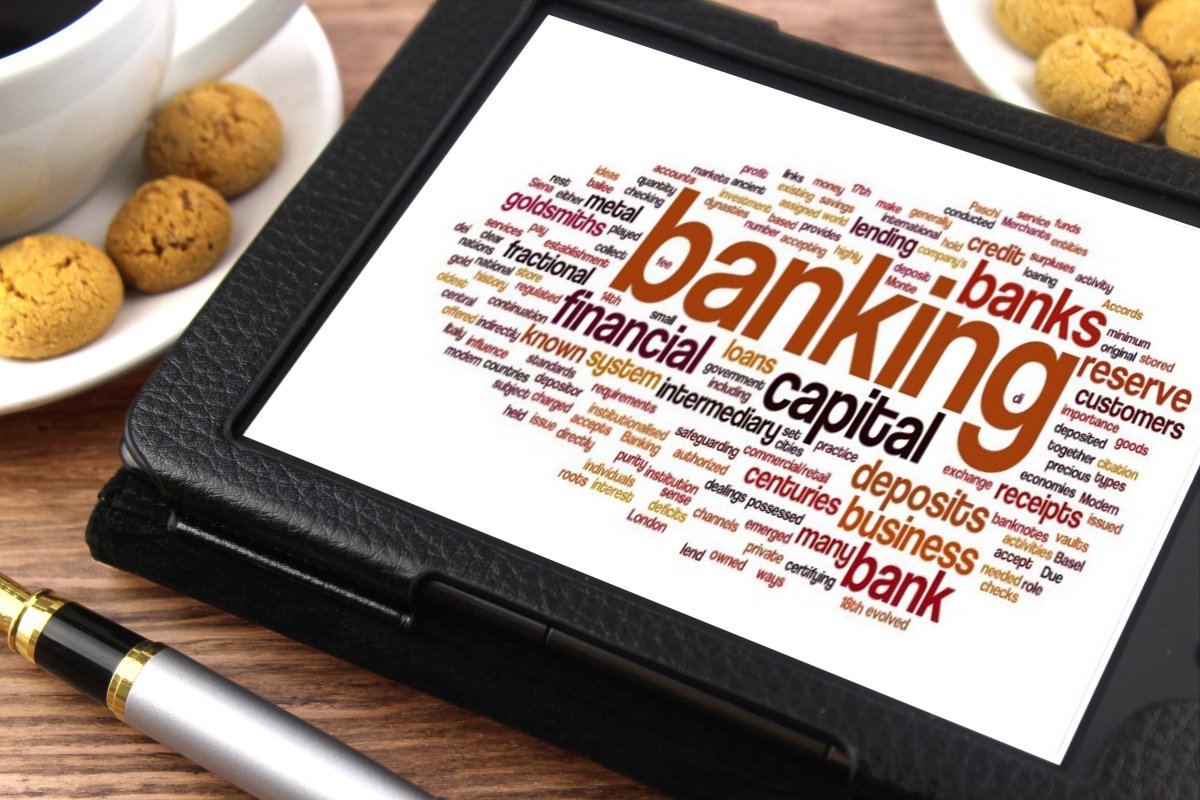 profit
links
money
17th
markets
ancient
accounts
existing
savings
make
generally
ideas
quantity
investment
assigned
world
international
conducted
Paschi
service
funds
rest
bailee
checking
dynasties
based
provides
lending
hold
Merchants
entities
Siena
either
metal
number
accepting
highly
company's
credit
surpluses
activity
goldsmiths
played
banking
deposit
loaning
services
pay
collect
fee
Monte
banks
Accords
dei
clear
establishment
minimum
nations
fractional
14th
original
stored
gold
national
store
small
reserve
oldest
history
regulated
financial
loans
di
customers
central
continuation
government
capital
importance
offered
indirectly
known
system
including
deposited
goods
Italy
influence
standards
intermediary
set
together
citation
modern
countries
depositor
requirements
cities
practice
precious
types
subject
charged
institutionalised
safeguarding
exchange
economies
Modern
held
issue
accepts
Banking
commercial/retail
deposits
receipts
issued
directly
authorized
centuries
banknotes
vaults
purity
institution
business
activities
Basel
individuals
sense
dealings
possessed
accept
Due
roots
interest
deficits
channels
emerged
many
needed
role
London
private
bank
checks
lend
owned
ways
certifying
18th
evolved